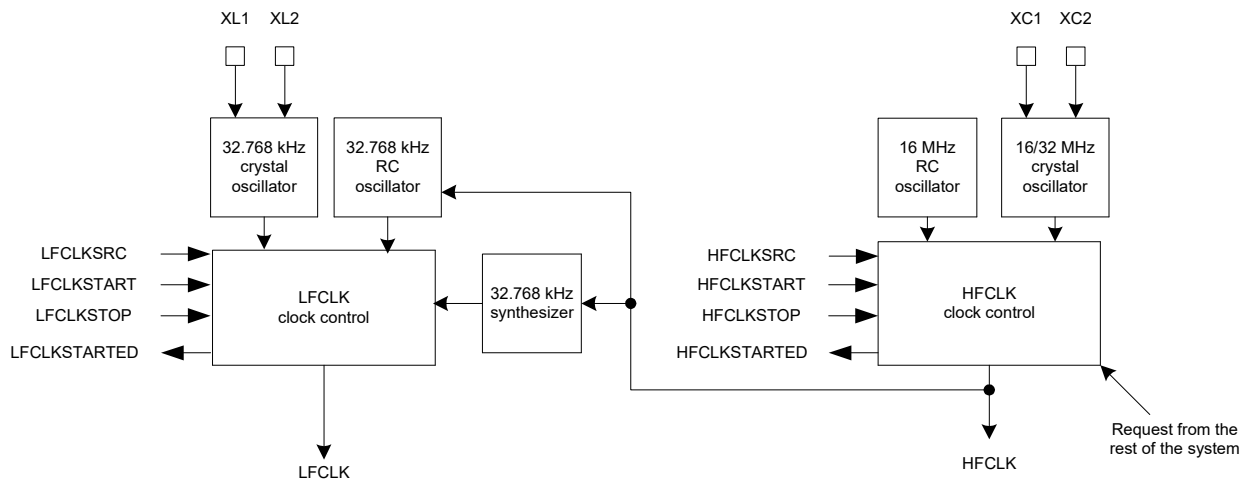 XL1 XL2 XC1 XC2
32.768 kHz
crystal
oscillator
32.768 kHz
RC
oscillator
16 MHz
RC
oscillator
16/32 MHz
crystal
oscillator
LFCLKSRC
LFCLKSTART
LFCLKSTOP
LFCLKSTARTED
LFCLK
clock control
32.768 kHz
synthesizer
HFCLKSRC
HFCLKSTART
HFCLKSTOP
HFCLKSTARTED
HFCLK
clock control
Request from the
rest of the system
LFCLK
HFCLK